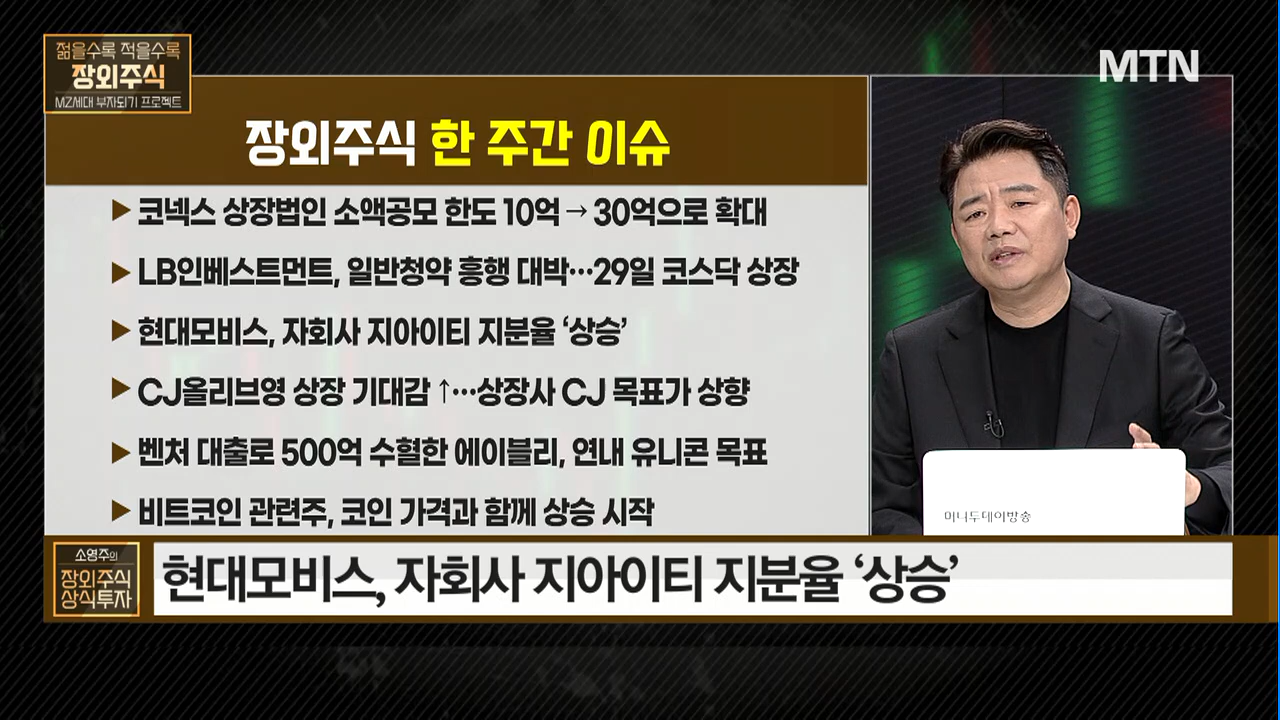 젊을수록 적을수록
장외주식
MZ세대 부자되기 프로젝트
MTN
장외주식 한 주간 이슈
▶ 코넥스 상장법인 소액공모 한도 10억 → 30억으로 확대
▶ LB인베스트먼트, 일반청약 흥행 대박…29일 코스닥 상장
▶ 현대모비스, 자회사 지아이티 지분율 ‘상승’
▶ CJ올리브영 상장 기대감 ↑…상장사 CJ 목표가 상향
▶ 벤처 대출로 500억 수혈한 에이블리, 연내 유니콘 목표
▶ 비트코인 관련주, 코인 가격과 함께 상승 시작
머니투데이방송
소영주의
장외주식
상식투자
현대모비스, 자회사 지아이티 지분율 ‘상승’